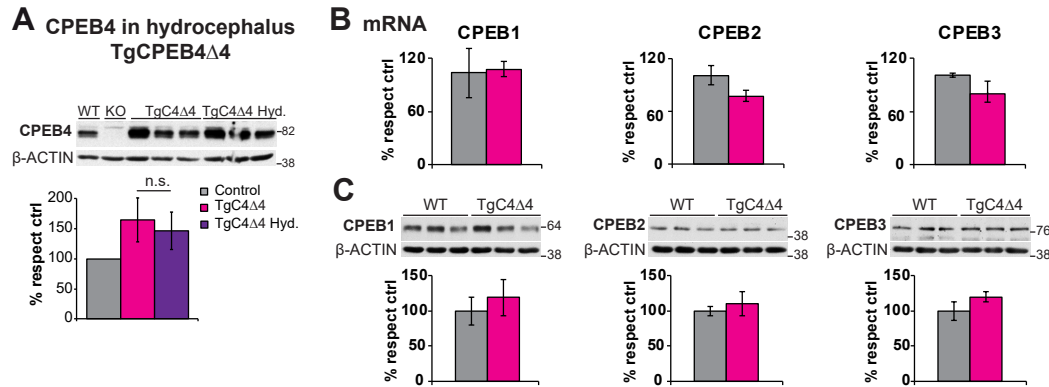 A CPEB4 in hydrocephalus
TgCPEB4Δ4
WT KO TgC4Δ4 TgC4Δ4 Hyd.
CPEB4 -82
β-ACTIN -38
% respect ctrl
200
150
100
50
0
n.s.
Control
TgC4Δ4
TgC4Δ4 Hyd.
B mRNA
CPEB1
% respect ctrl
120
60
0
CPEB2
% respect ctrl
120
60
0
CPEB3
% respect ctrl
120
60
0
C
WT TgC4Δ4
CPEB1 -64
β-ACTIN -38
% respect ctrl
150
100
50
0
WT TgC4Δ4
CPEB2 -38
β-ACTIN -38
% respect ctrl
150
100
50
0
WT TgC4Δ4
CPEB3 -76
β-ACTIN -38
% respect ctrl
150
100
50
0